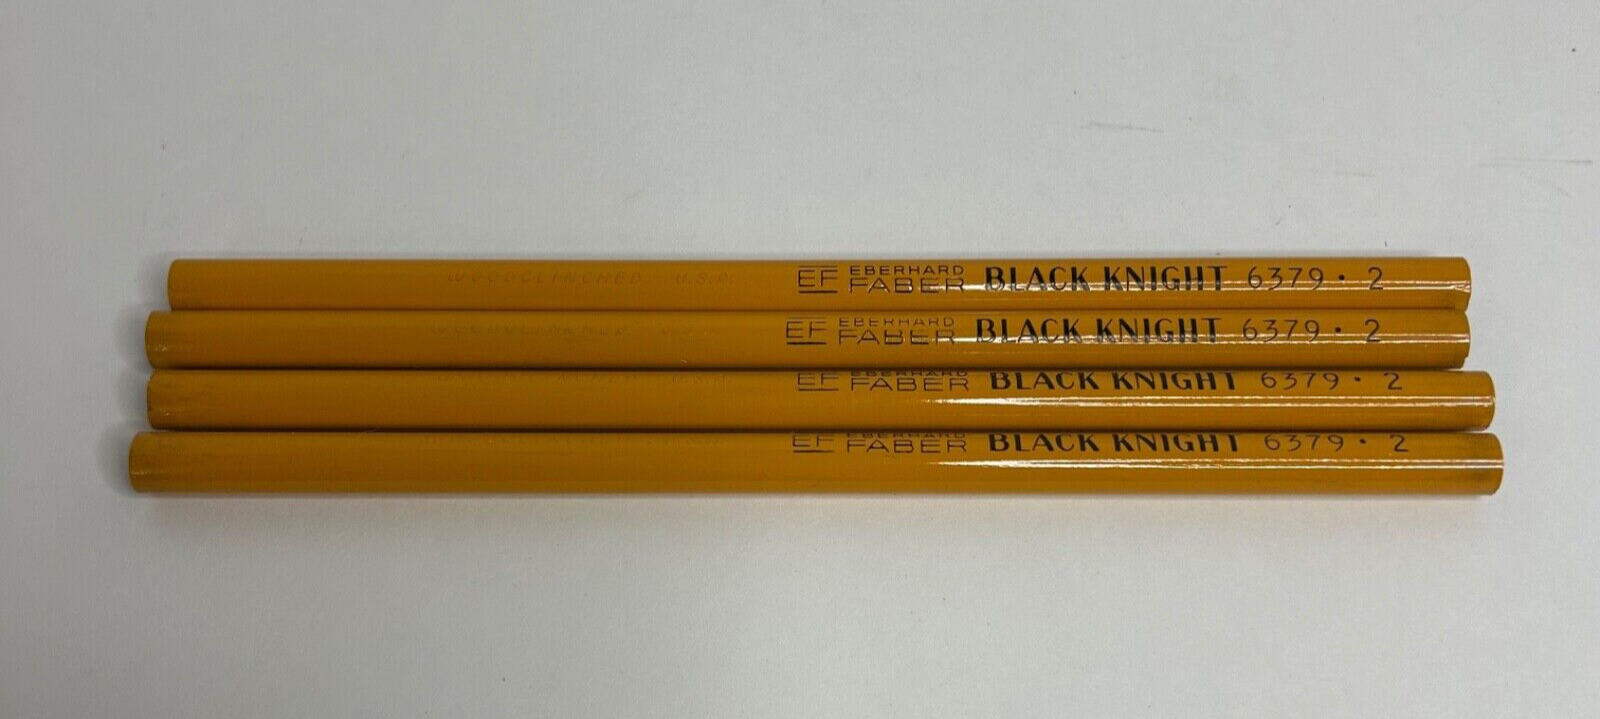 WOODCLINCHED U.S.A. EF EBERHARD FABER BLACK KNIGHT 6379 · 2
EF EBERHARD FABER BLACK KNIGHT 6379 · 2
EF EBERHARD FABER BLACK KNIGHT 6379 · 2
EF EBERHARD FABER BLACK KNIGHT 6379 · 2